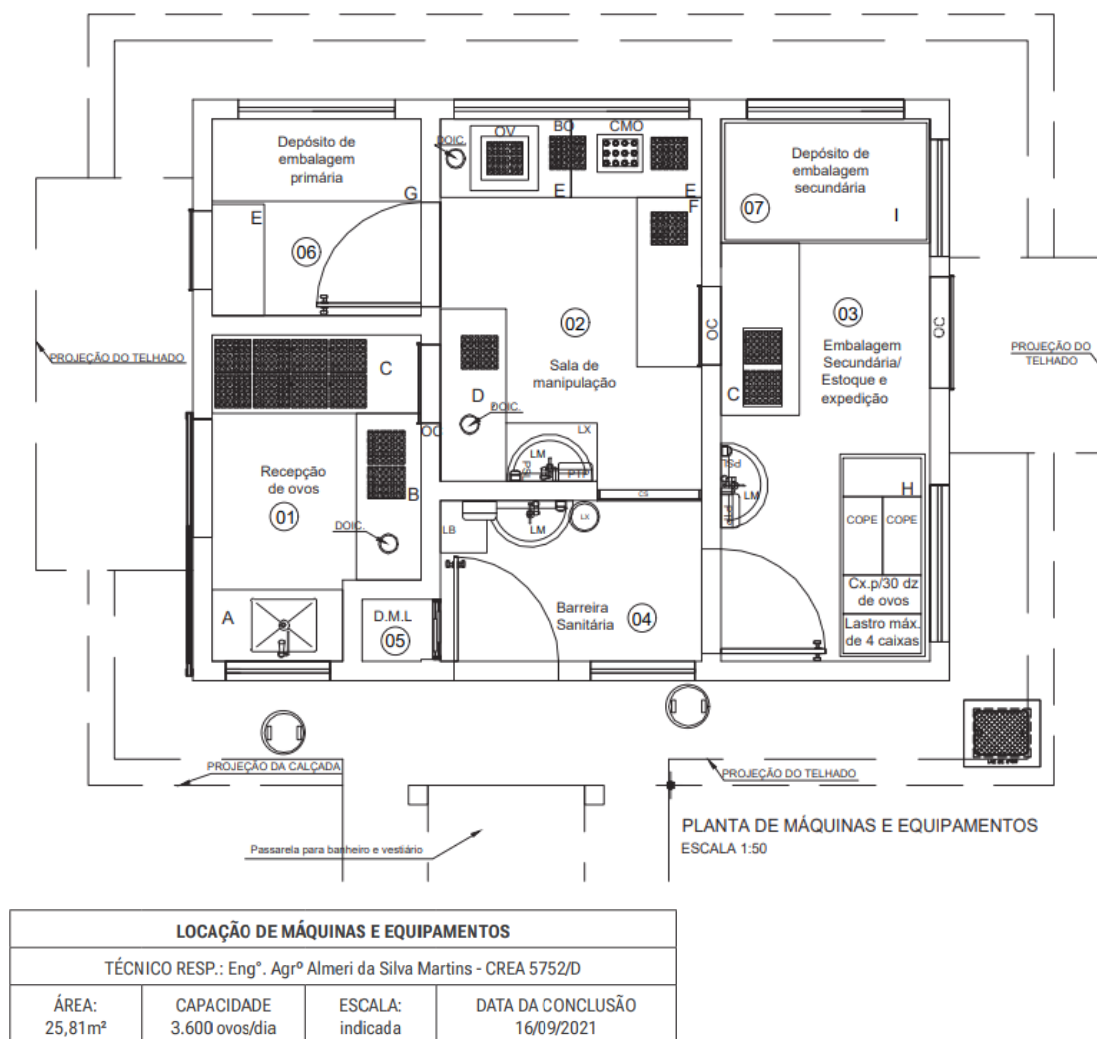 Depósito de
embalagem
primária
G
E
06
DOIC.
OV
BO
CMO
E
E
F
Depósito de
embalagem
secundária
07
I
PROJEÇÃO DO TELHADO
C
OC
02
Sala de
manipulação
D
DOIC.
LX
LM
PSL
PTP
CS
OC
03
Embalagem
Secundária/
Estoque e
expedição
C
OC
PROJEÇÃO DO
TELHADO
Recepção
de ovos
01
B
DOIC.
A
D.M.L
05
LB
LM
LX
Barreira
Sanitária
04
PSL
LM
PTP
H
COPE
COPE
Cx.p/30 dz
de ovos
Lastro máx.
de 4 caixas
PROJEÇÃO DA CALÇADA
PROJEÇÃO DO TELHADO
Passarela para banheiro e vestiário
PLANTA DE MÁQUINAS E EQUIPAMENTOS
ESCALA 1:50
LOCAÇÃO DE MÁQUINAS E EQUIPAMENTOS
TÉCNICO RESP.: Eng°. Agrº Almeri da Silva Martins - CREA 5752/D
ÁREA:
25,81m²
CAPACIDADE
3.600 ovos/dia
ESCALA:
indicada
DATA DA CONCLUSÃO
16/09/2021